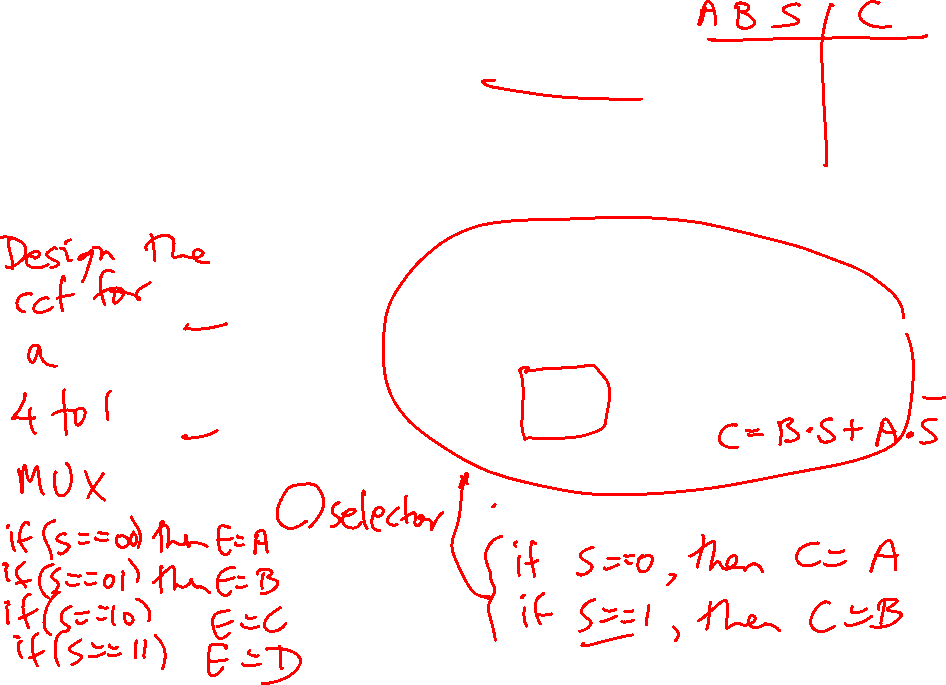 A B S | C
Design the
cct for
a
4 to 1
MUX
if (S==00) then E=A
if (S==01) then E=B
if (S==10) E=C
if (S==11) E=D
C=B·S+A·S̅
selector
if S==0, then C=A
if S==1, then C=B